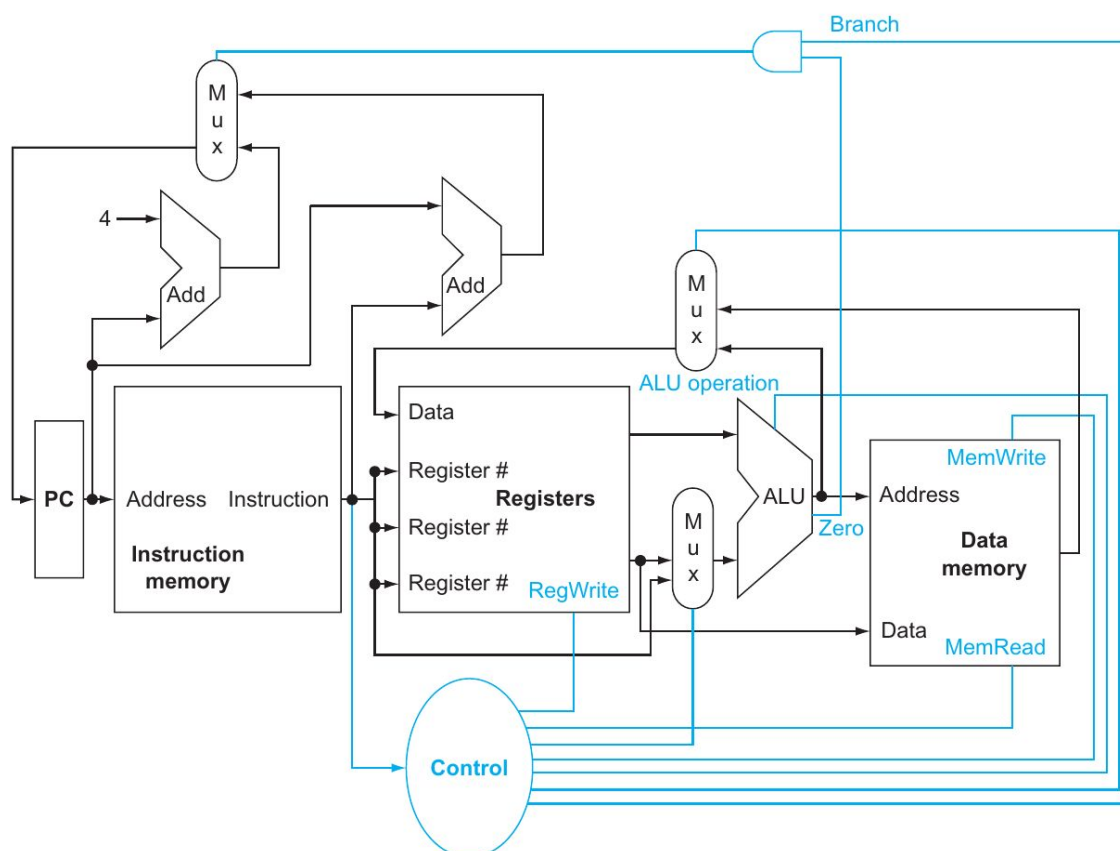 Branch
M
u
x
4
Add
Add
M
u
x
ALU operation
Data
Register #
Register #
Register #
Registers
RegWrite
PC
Address
Instruction
Instruction
memory
M
u
x
ALU
Zero
MemWrite
Address
Data
memory
Data
MemRead
Control